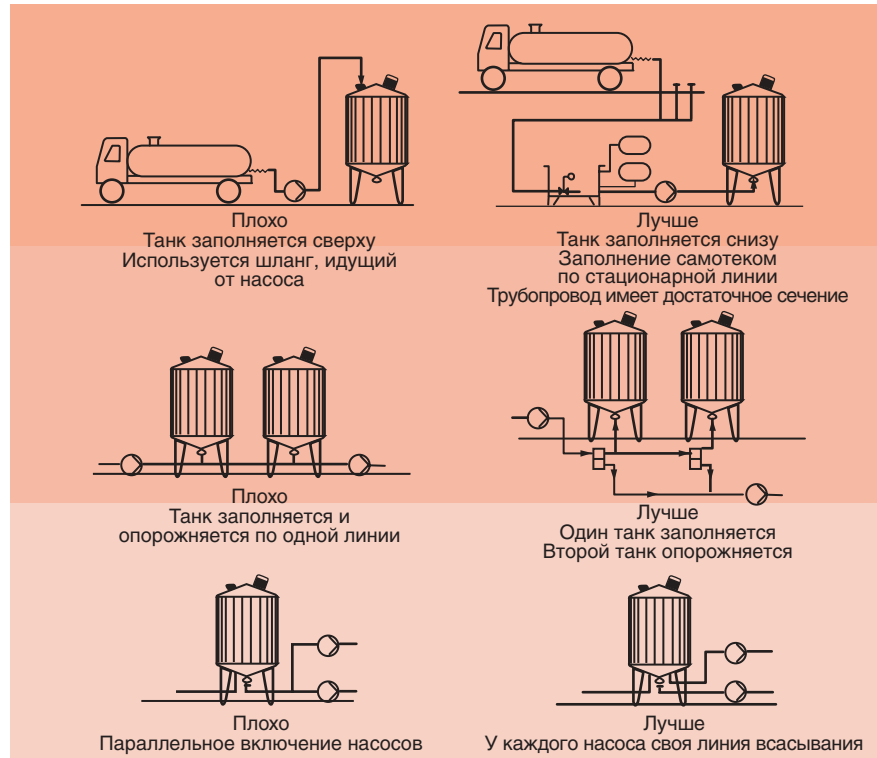 Плохо
Танк заполняется сверху
Используется шланг, идущий
от насоса
Лучше
Танк заполняется снизу
Заполнение самотеком
по стационарной линии
Трубопровод имеет достаточное сечение
Плохо
Танк заполняется и
опорожняется по одной линии
Лучше
Один танк заполняется
Второй танк опорожняется
Плохо
Параллельное включение насосов
Лучше
У каждого насоса своя линия всасывания